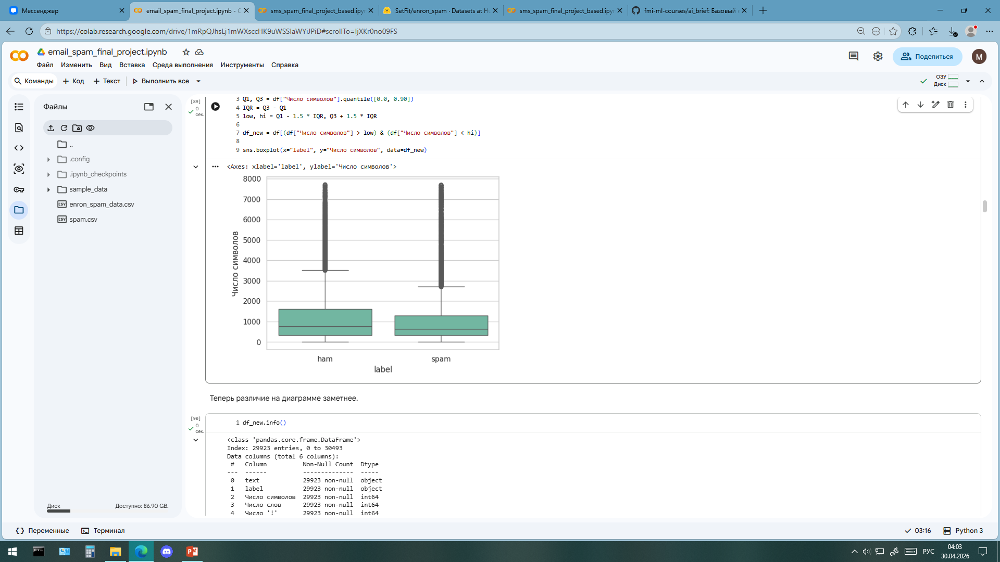 Мессенджер
email_spam_final_project.ipynb - C
sms_spam_final_project_based.ipyn
SetFit/enron_spam · Datasets at Hu
sms_spam_final_project_based.ipyn
fmi-ml-courses/ai_brief: Базовый к
https://colab.research.google.com/drive/1mRpQJhsLj1mWXsccHK9uWSSIaWYiJPiD#scrollTo=IjXKr0no09FS
email_spam_final_project.ipynb
Поделиться
M
Файл Изменить Вид Вставка Среда выполнения Инструменты Справка
Команды + Код + Текст Выполнить все
ОЗУ
Диск
Файлы
..
.config
.ipynb_checkpoints
sample_data
enron_spam_data.csv
spam.csv
Диск
Доступно: 86.90 GB.
[89]
0
сек.
3 Q1, Q3 = df["Число символов"].quantile([0.0, 0.90])
4 IQR = Q3 - Q1
5 low, hi = Q1 - 1.5 * IQR, Q3 + 1.5 * IQR
6
7 df_new = df[(df["Число символов"] > low) & (df["Число символов"] < hi)]
8
9 sns.boxplot(x="label", y="Число символов", data=df_new)
<Axes: xlabel='label', ylabel='Число символов'>
8000
7000
6000
5000
4000
3000
2000
1000
0
Число символов
ham
spam
label
Теперь различие на диаграмме заметнее.
[90]
0
сек.
1 df_new.info()
<class 'pandas.core.frame.DataFrame'>
Index: 29923 entries, 0 to 30493
Data columns (total 6 columns):
# Column Non-Null Count Dtype
--- ------ -------------- -----
0 text 29923 non-null object
1 label 29923 non-null object
2 Число символов 29923 non-null int64
3 Число слов 29923 non-null int64
4 Число '!' 29923 non-null int64
Переменные
Терминал
03:16
Python 3
РУС
04:03
30.04.2026